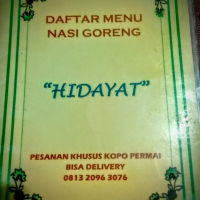 DAFTAR MENU
NASI GORENG
"HIDAYAT"
PESANAN KHUSUS KOPO PERMAI
BISA DELIVERY
0813 2096 3076